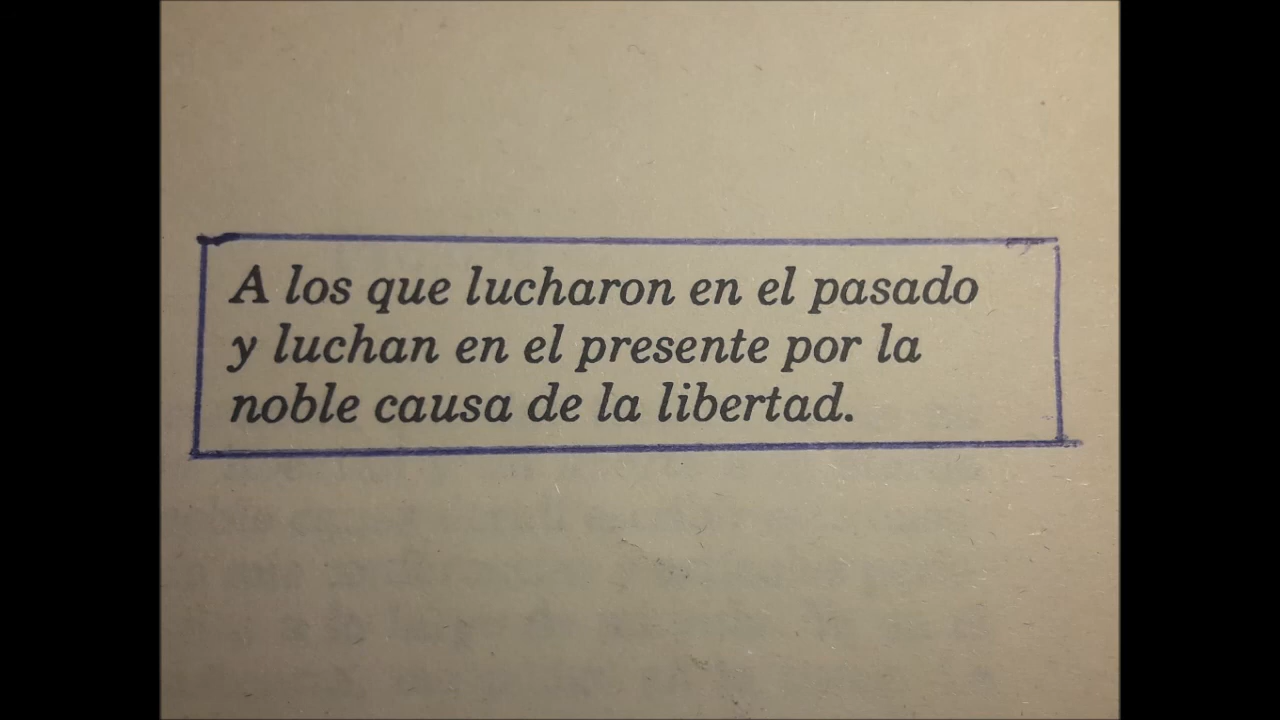 A los que lucharon en el pasado
y luchan en el presente por la
noble causa de la libertad.